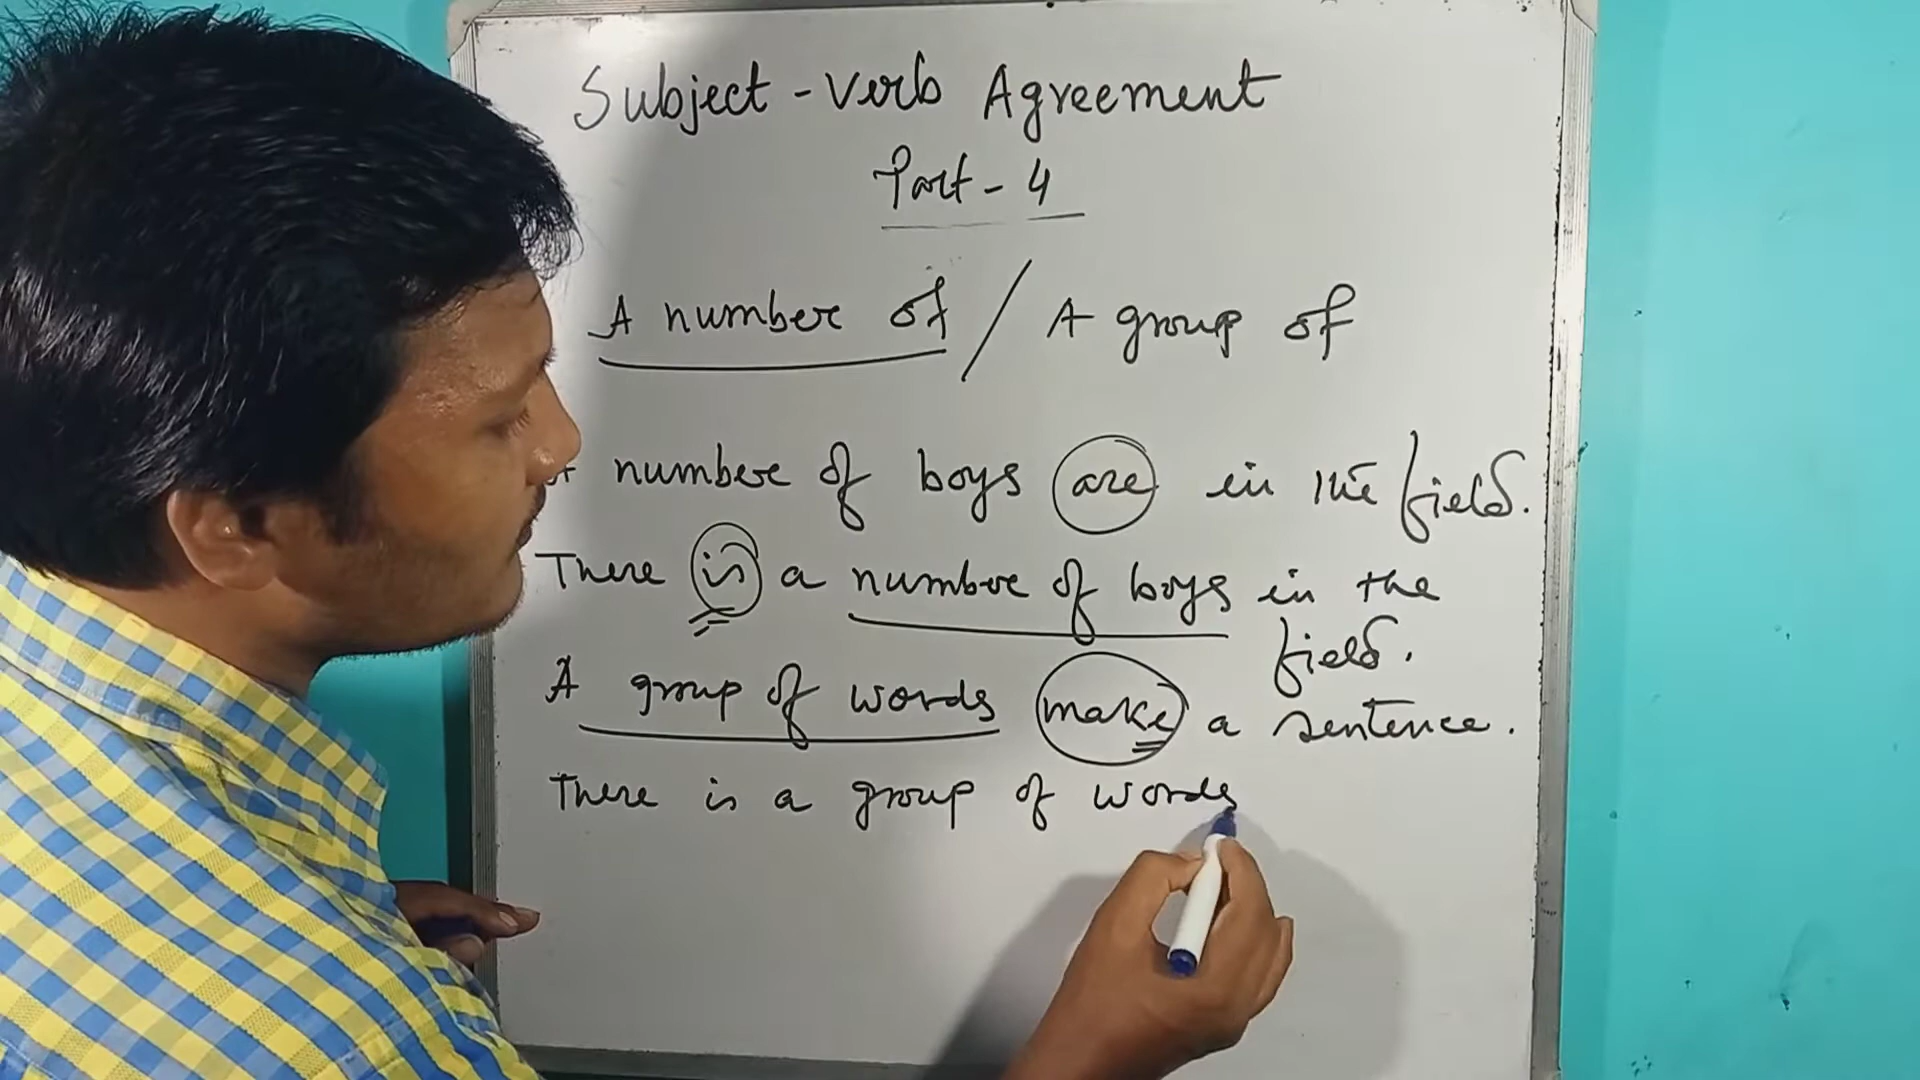 Subject - Verb Agreement
Part - 4
A number of / A group of
A number of boys are in the field.
There is a number of boys in the
field.
A group of words make a sentence.
There is a group of words